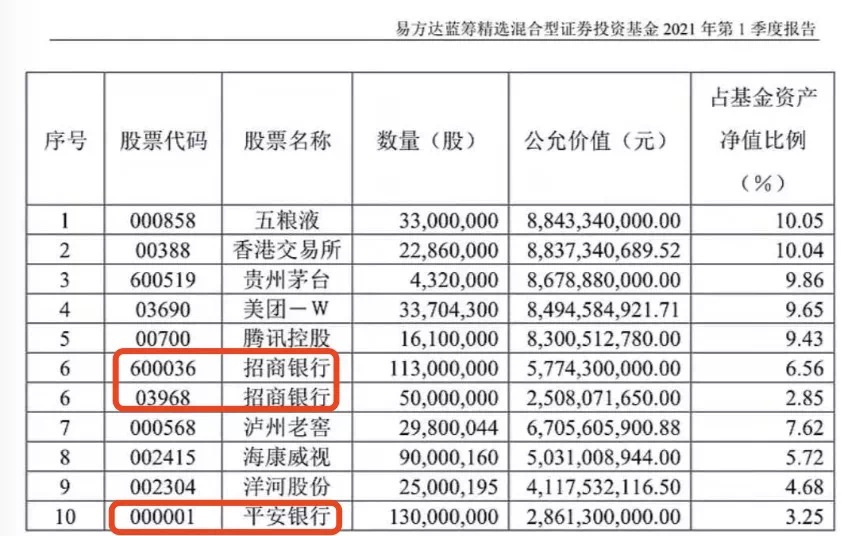 易方达蓝筹精选混合型证券投资基金 2021 年第 1 季度报告
序号 股票代码 股票名称 数量（股） 公允价值（元） 占基金资产净值比例（％）
1 000858 五粮液 33,000,000 8,843,340,000.00 10.05
2 00388 香港交易所 22,860,000 8,837,340,689.52 10.04
3 600519 贵州茅台 4,320,000 8,678,880,000.00 9.86
4 03690 美团－W 33,704,300 8,494,584,921.71 9.65
5 00700 腾讯控股 16,100,000 8,300,512,780.00 9.43
6 600036 招商银行 113,000,000 5,774,300,000.00 6.56
6 03968 招商银行 50,000,000 2,508,071,650.00 2.85
7 000568 泸州老窖 29,800,044 6,705,605,900.88 7.62
8 002415 海康威视 90,000,160 5,031,008,944.00 5.72
9 002304 洋河股份 25,000,195 4,117,532,116.50 4.68
10 000001 平安银行 130,000,000 2,861,300,000.00 3.25